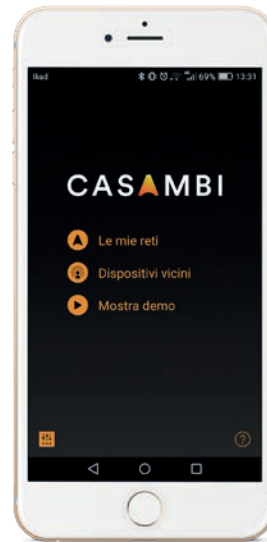 Iliad 69% 13:31
CASAMBI
Le mie reti
Dispositivi vicini
Mostra demo
?